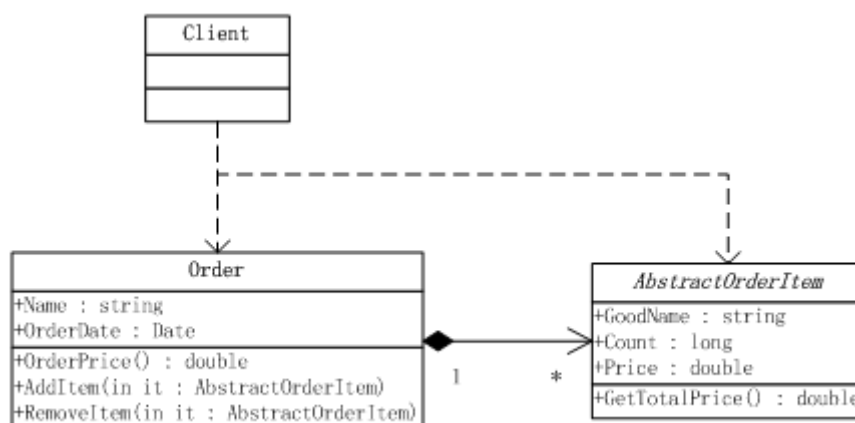 Client
Order
+Name : string
+OrderDate : Date
+OrderPrice() : double
+AddItem(in it : AbstractOrderItem)
+RemoveItem(in it : AbstractOrderItem)
1
*
AbstractOrderItem
+GoodName : string
+Count : long
+Price : double
+GetTotalPrice() : double